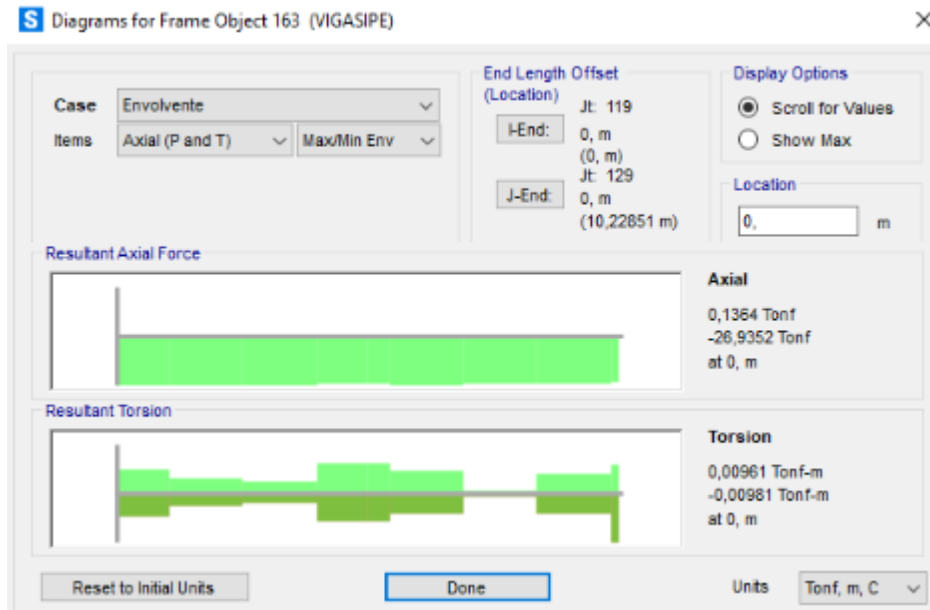 S Diagrams for Frame Object 163 (VIGASIPE)
Case Envolvente
Items Axial (P and T) Max/Min Env
End Length Offset
(Location)
Jt: 119
I-End: 0, m
(0, m)
Jt: 129
J-End: 0, m
(10,22851 m)
Display Options
Scroll for Values
Show Max
Location
0, m
Resultant Axial Force
Axial
0,1364 Tonf
-26,9352 Tonf
at 0, m
Resultant Torsion
Torsion
0,00961 Tonf-m
-0,00981 Tonf-m
at 0, m
Reset to Initial Units Done Units Tonf, m, C